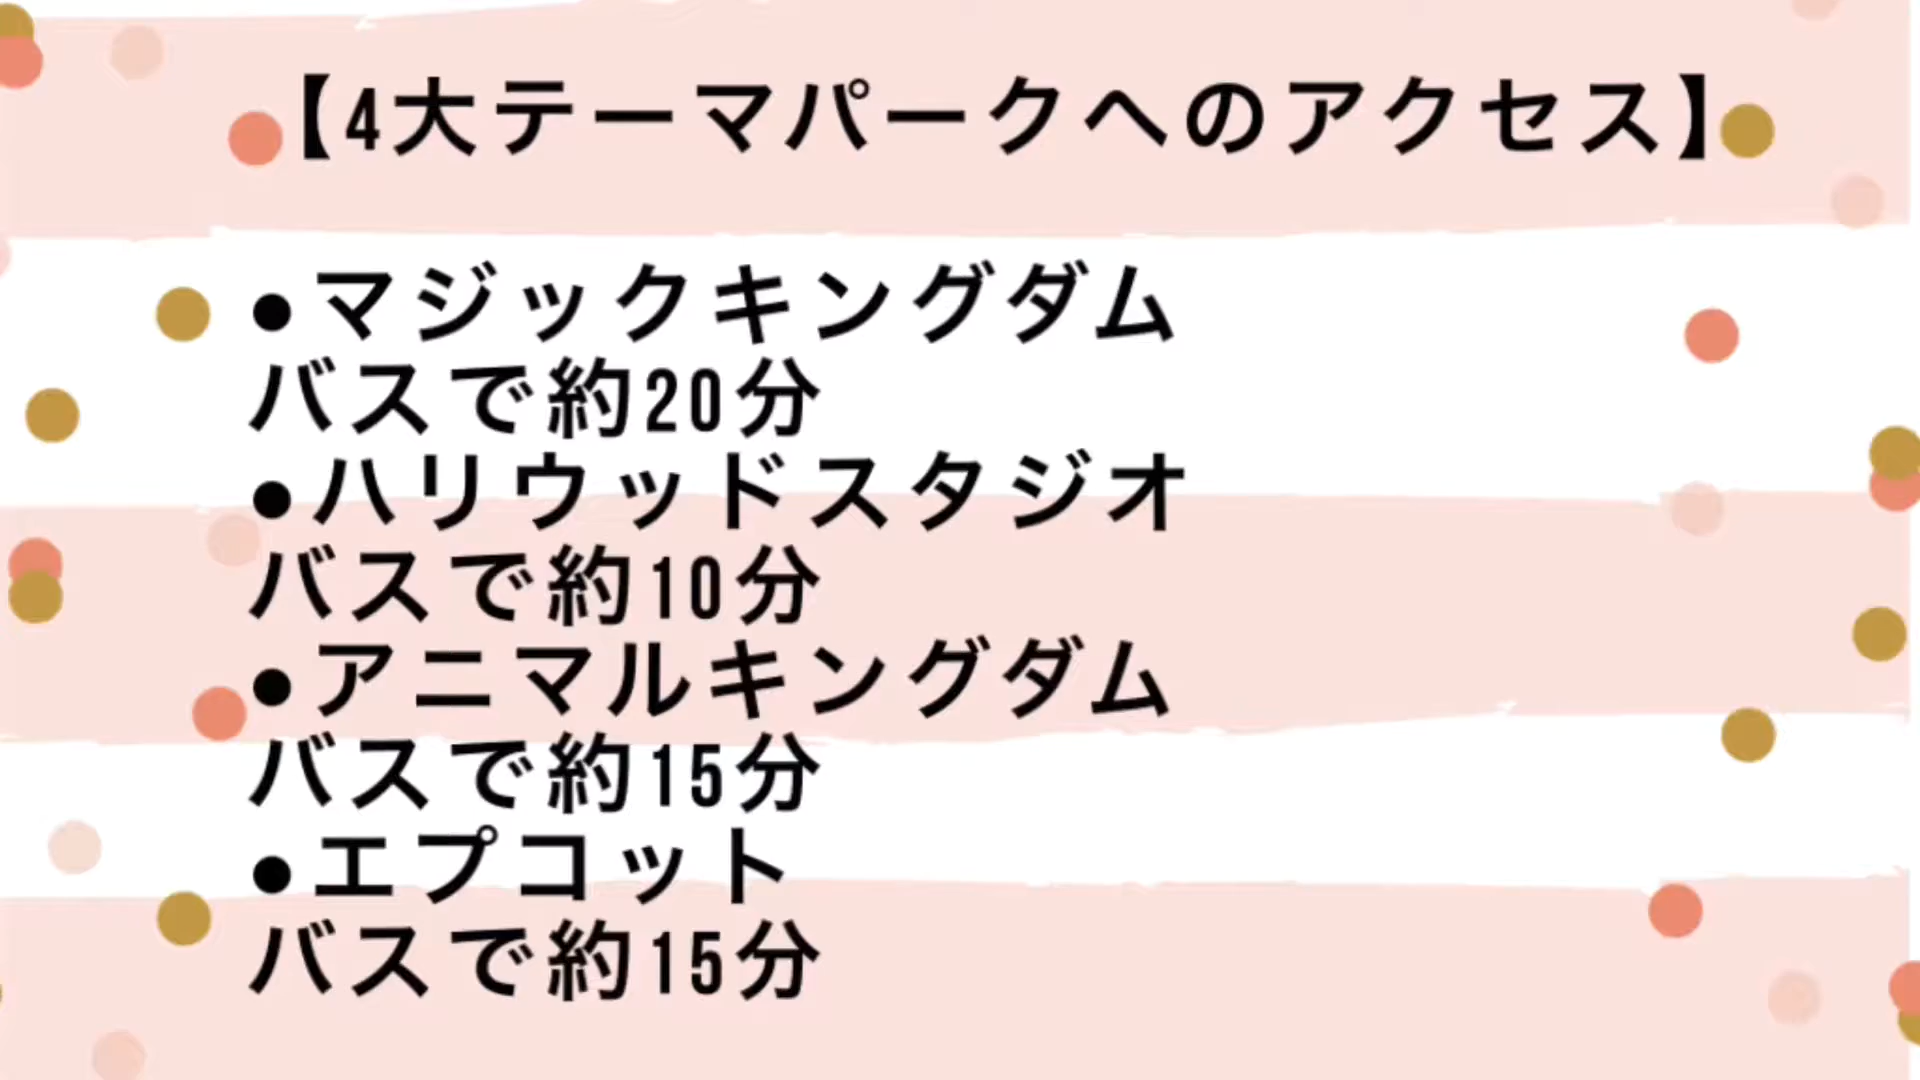 【4大テーマパークへのアクセス】
●マジックキングダム
バスで約20分
●ハリウッドスタジオ
バスで約10分
●アニマルキングダム
バスで約15分
●エプコット
バスで約15分